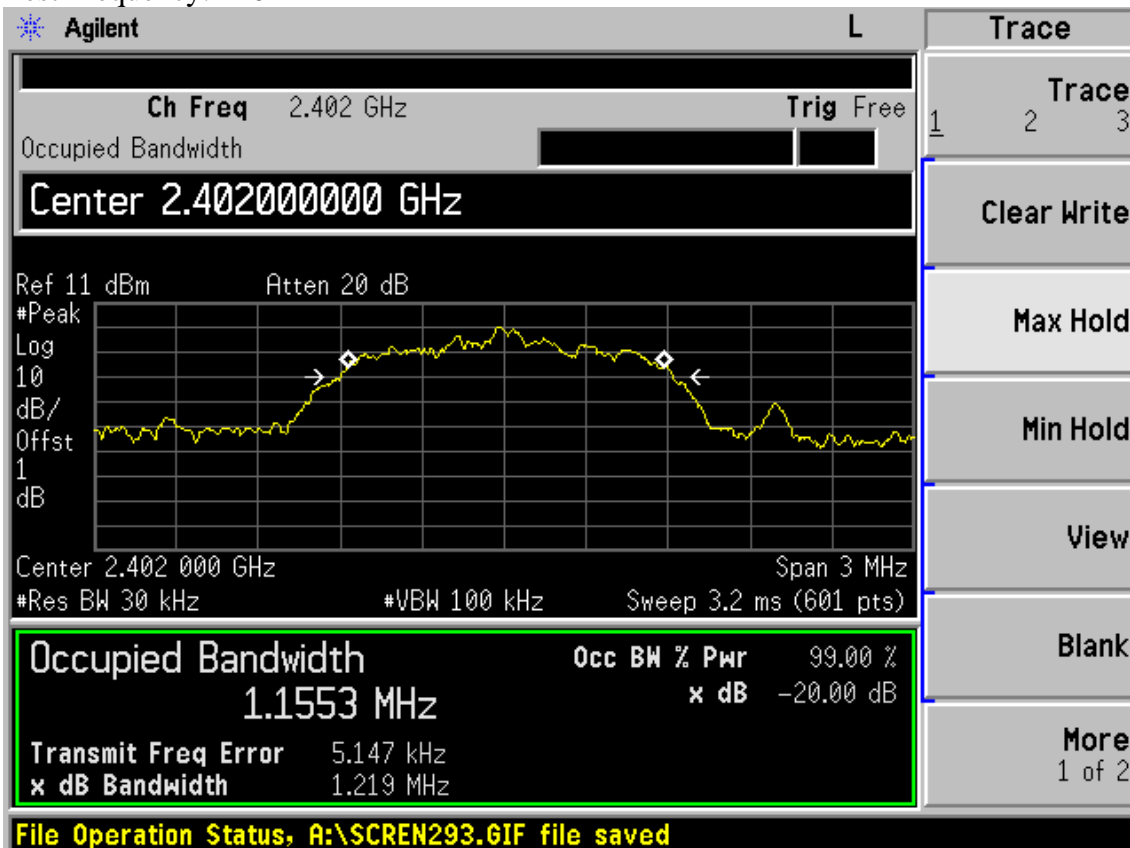 Agilent L Trace
Ch Freq 2.402 GHz Trig Free
Occupied Bandwidth
Center 2.402000000 GHz
Ref 11 dBm Atten 20 dB
#Peak
Log
10
dB/
Offst
1
dB
Center 2.402 000 GHz Span 3 MHz
#Res BW 30 kHz #VBW 100 kHz Sweep 3.2 ms (601 pts)
Occupied Bandwidth Occ BW % Pwr 99.00 %
1.1553 MHz x dB -20.00 dB
Transmit Freq Error 5.147 kHz
x dB Bandwidth 1.219 MHz
File Operation Status, A:\SCREN293.GIF file saved
Trace
1 2 3
Clear Write
Max Hold
Min Hold
View
Blank
More
1 of 2